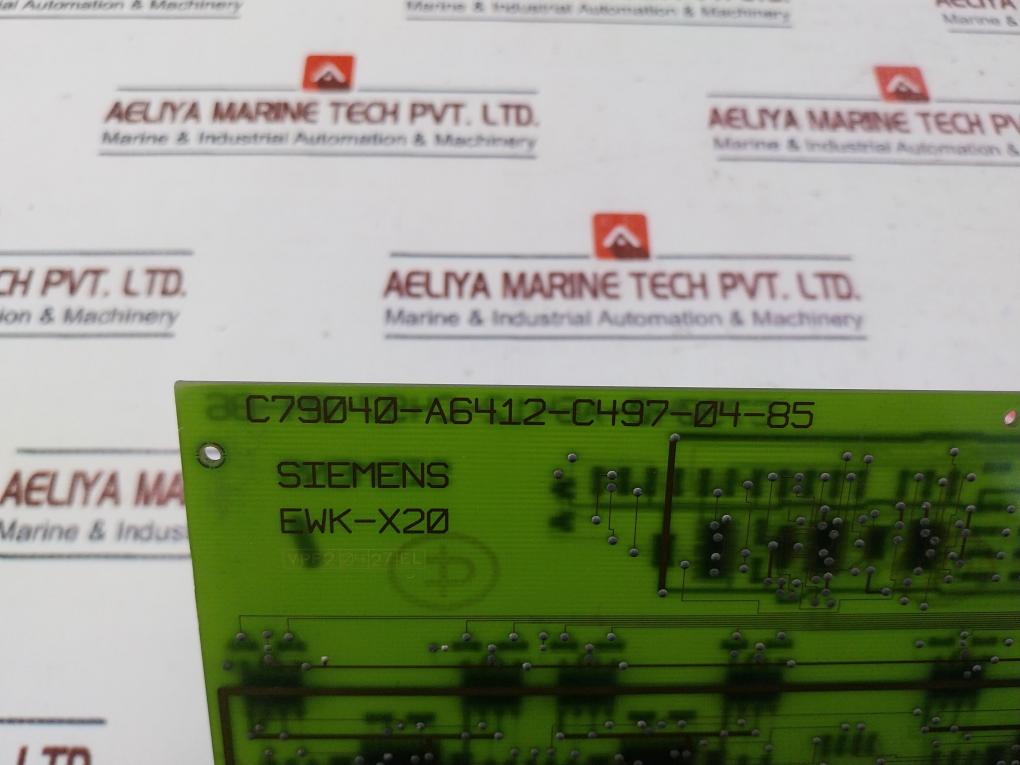 al Automation & Machinery
Marine & Industrial Automation & Machinery
AELIYA
Marine &
AELIYA MARINE TECH PVT. LTD.
Marine & Industrial Automation & Machinery
AELIYA MARINE TECH PV
Marine & Industrial Automation &
CH PVT. LTD.
ion & Machinery
AELIYA MARINE TECH PVT. LTD.
Marine & Industrial Automation & Machinery
C79040-A6412-C497-04-85
SIEMENS
EWK-X20
AELIYA MA
Marine & Indus
LTD